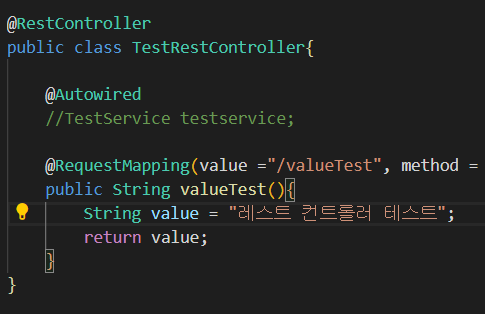 @RestController
public class TestRestController{
@Autowired
//TestService testservice;
@RequestMapping(value ="/valueTest", method =
public String valueTest(){
String value = "레스트 컨트롤러 테스트";
return value;
}
}